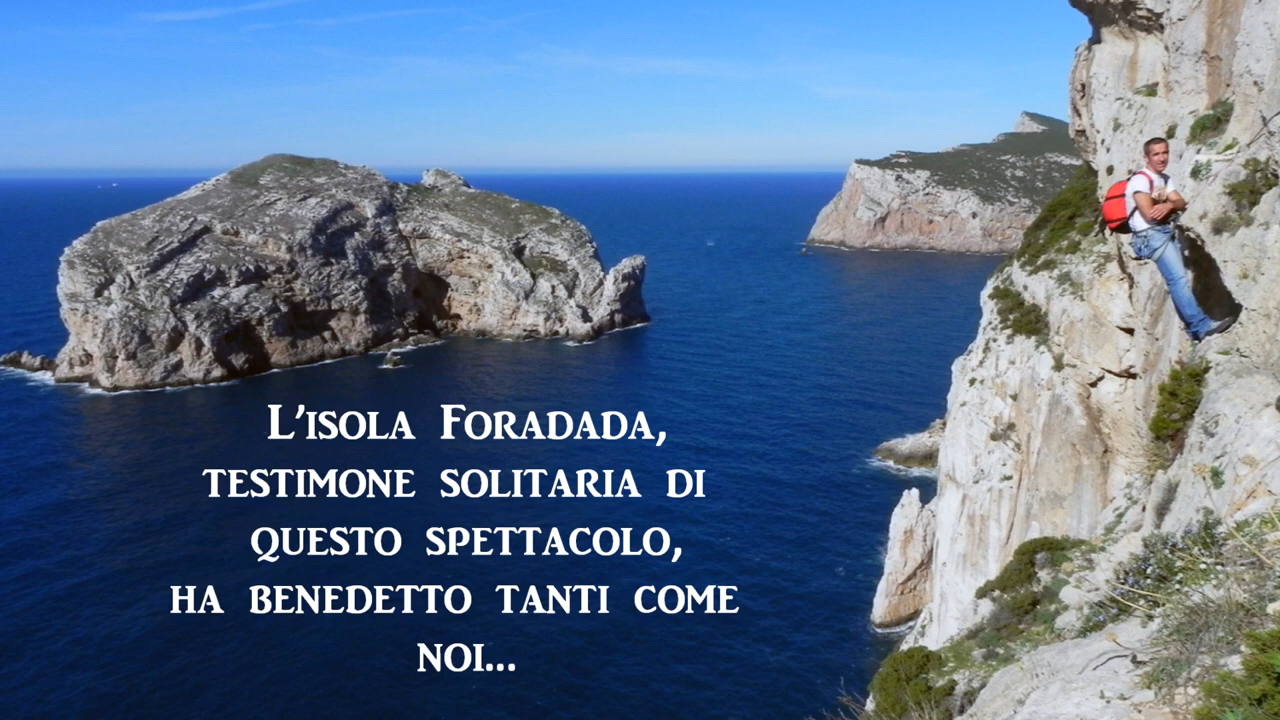 L'isola Foradada,
testimone solitaria di
questo spettacolo,
ha benedetto tanti come
noi...